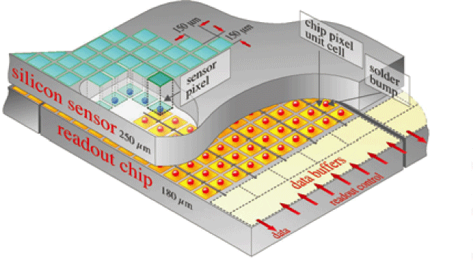 150 µm
150 µm
chip pixel
unit cell
sensor
pixel
solder
bump
silicon sensor 250 µm
readout chip 180 µm
data buffers
readout control
data